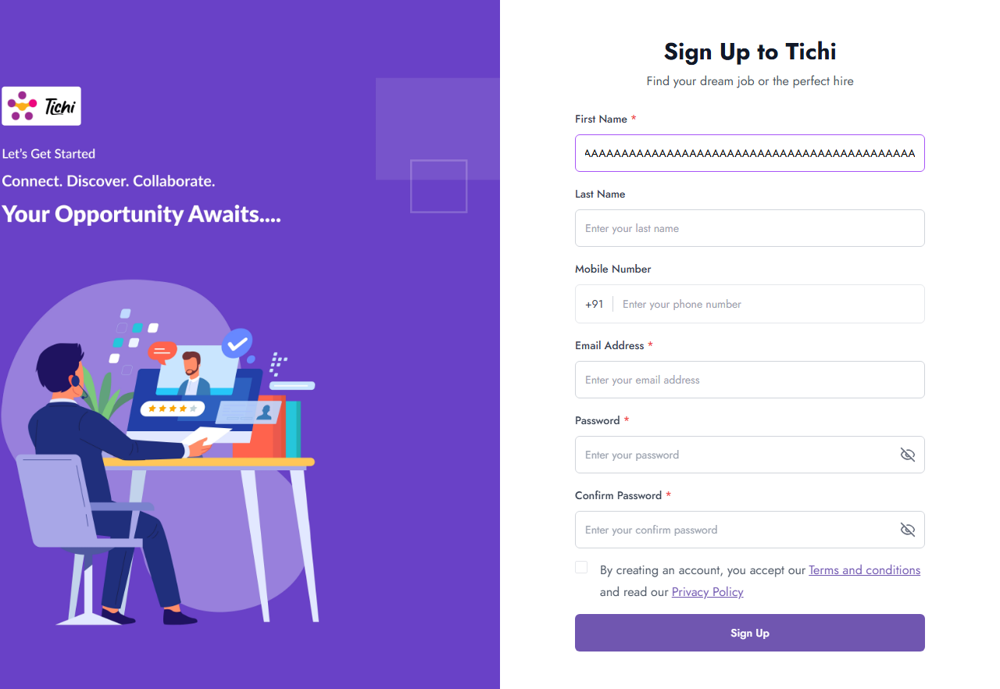 Tichi
Let's Get Started
Connect. Discover. Collaborate.
Your Opportunity Awaits....
Sign Up to Tichi
Find your dream job or the perfect hire
First Name *
AAAAAAAAAAAAAAAAAAAAAAAAAAAAAAAAAAAAAAAAAAAA
Last Name
Enter your last name
Mobile Number
+91 Enter your phone number
Email Address *
Enter your email address
Password *
Enter your password
Confirm Password *
Enter your confirm password
By creating an account, you accept our Terms and conditions
and read our Privacy Policy
Sign Up